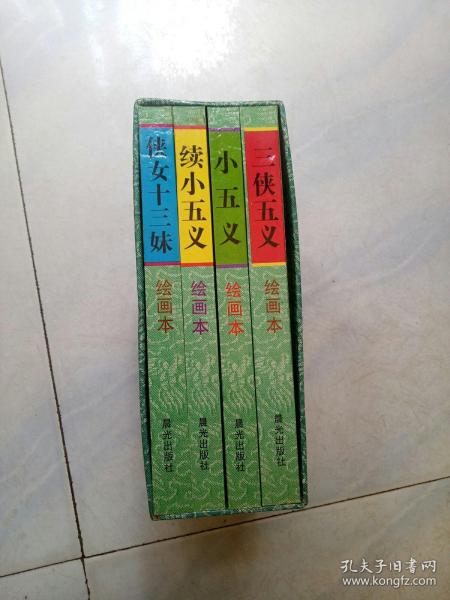 侠女十三妹
绘画本
晨光出版社
续小五义
绘画本
晨光出版社
小五义
绘画本
晨光出版社
三侠五义
绘画本
晨光出版社
孔夫子旧书网
www.kongfz.com